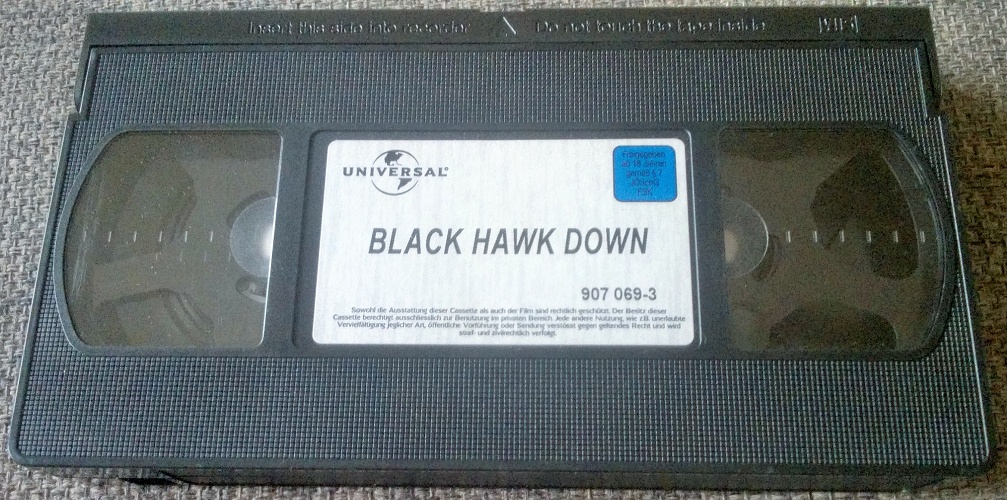 Insert this side into recorder Do not touch the tape inside VHS
UNIVERSAL
Freigegeben
ab 16 Jahren
gemäß § 7
JÖSchG
FSK
BLACK HAWK DOWN
907 069-3
Sowohl die Ausstattung dieser Cassette als auch der Film sind rechtlich geschützt. Der Besitz dieser
Cassette berechtigt ausschliesslich zur Benutzung im privaten Bereich. Jede andere Nutzung, wie z.B. unerlaubte
Vervielfältigung jeglicher Art, öffentliche Vorführung oder Sendung verstösst gegen geltendes Recht und wird
straf- und zivilrechtlich verfolgt.